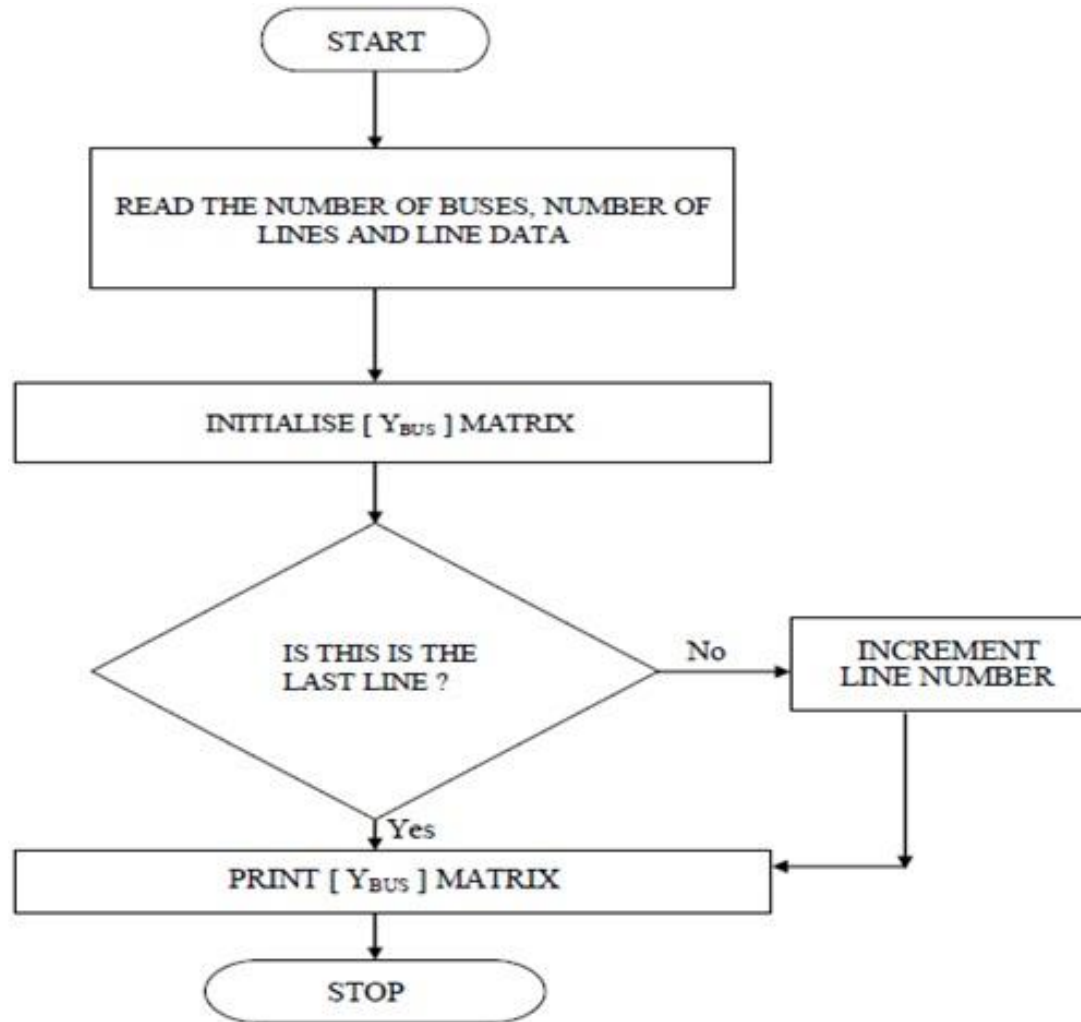 START
READ THE NUMBER OF BUSES, NUMBER OF
LINES AND LINE DATA
INITIALISE [ YBUS ] MATRIX
IS THIS IS THE
LAST LINE ?
No
INCREMENT
LINE NUMBER
Yes
PRINT [ YBUS ] MATRIX
STOP